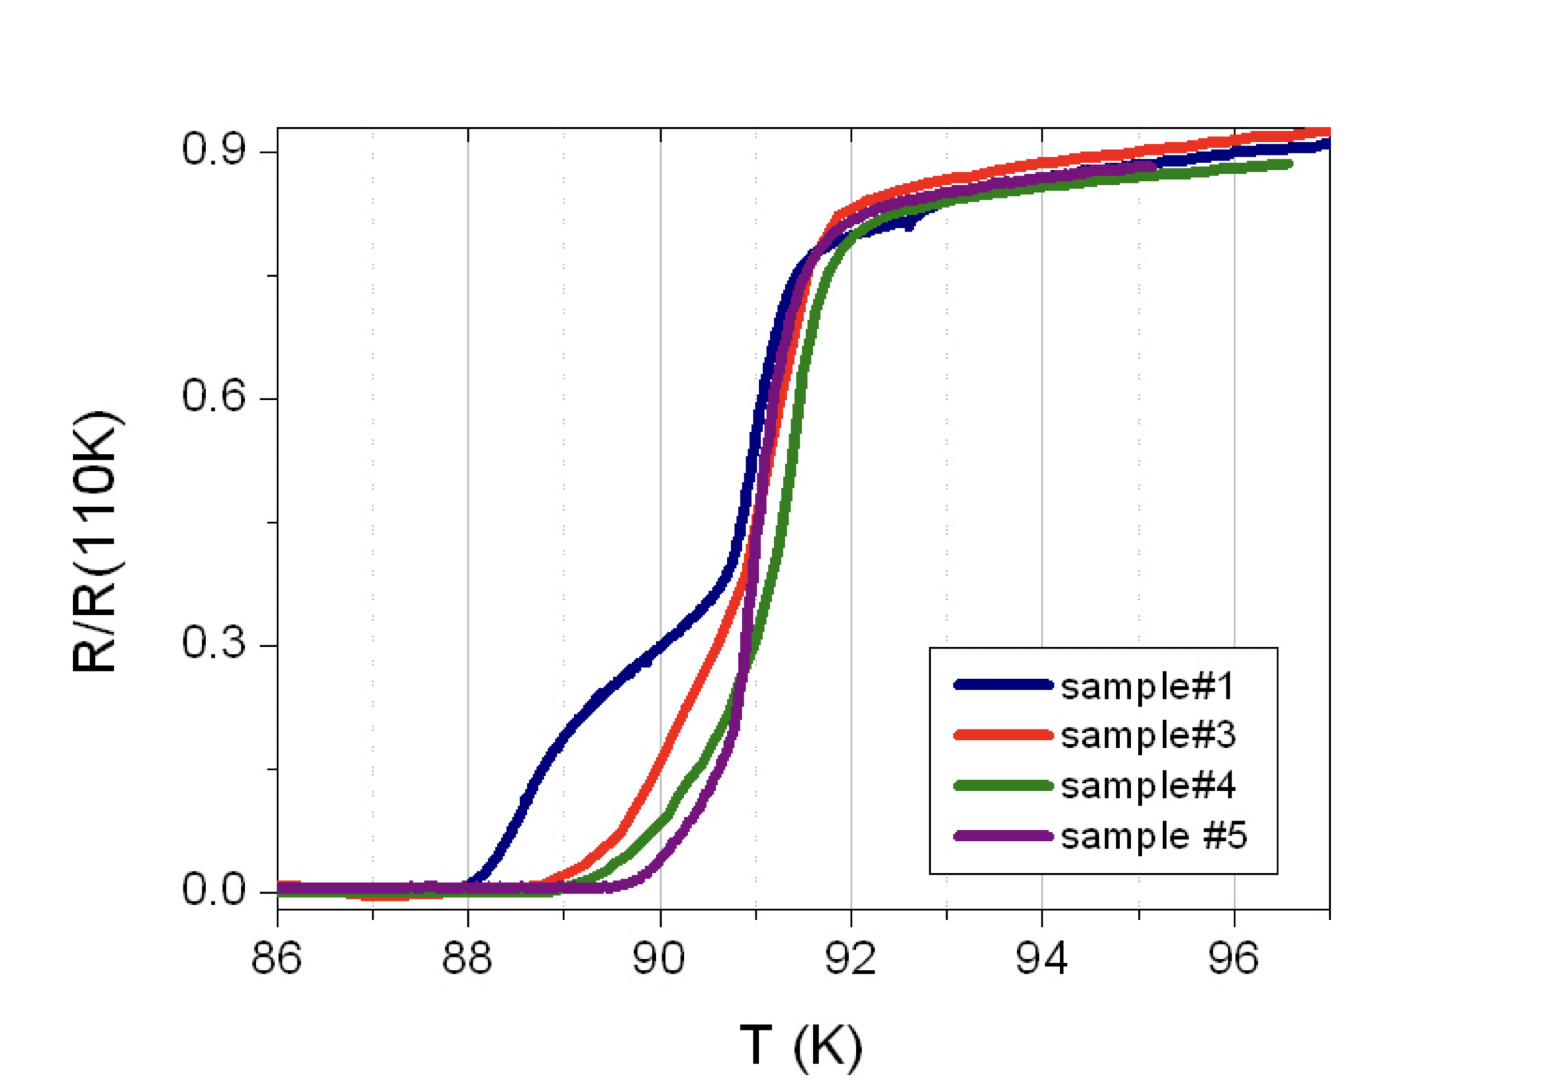 0.9
0.6
0.3
0.0
R/R(110K)
sample#1
sample#3
sample#4
sample #5
86 88 90 92 94 96
T (K)